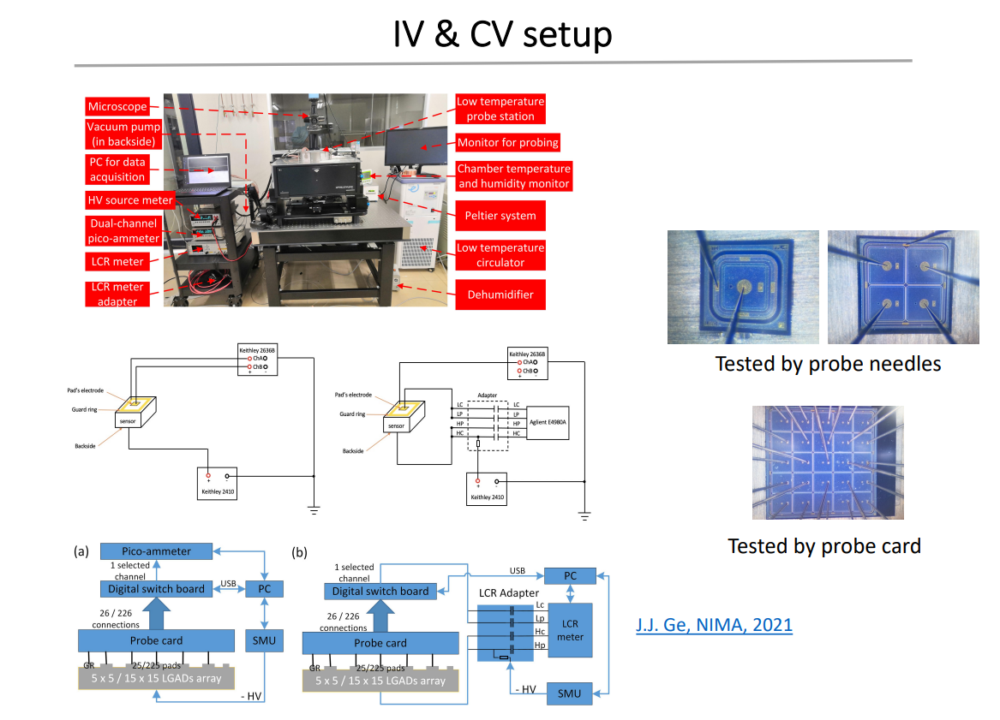 IV & CV setup
Microscope
Vacuum pump
(in backside)
PC for data
acquisition
HV source meter
Dual-channel
pico-ammeter
LCR meter
LCR meter
adapter
Low temperature
probe station
Monitor for probing
Chamber temperature
and humidity monitor
Peltier system
Low temperature
circulator
Dehumidifier
Tested by probe needles
Tested by probe card
Keithley 2636B
ChA
ChB
+ -
Pad's electrode
Guard ring
sensor
Backside
+ -
Keithley 2410
Keithley 2636B
ChA
ChB
+ -
Pad's electrode
Guard ring
sensor
Backside
Adapter
LC LC
LP LP
HP HP
HC HC
Aglient E4980A
+ -
Keithley 2410
(a)
Pico-ammeter
1 selected
channel
Digital switch board
USB
PC
26 / 226
connections
Probe card
SMU
GR
25/225 pads
5 x 5 / 15 x 15 LGADs array
- HV
(b)
1 selected
channel
USB
PC
Digital switch board
LCR Adapter
Lc
Lp
Hc
Hp
LCR
meter
26 / 226
connections
Probe card
GR
25/225 pads
5 x 5 / 15 x 15 LGADs array
- HV
SMU
J.J. Ge, NIMA, 2021